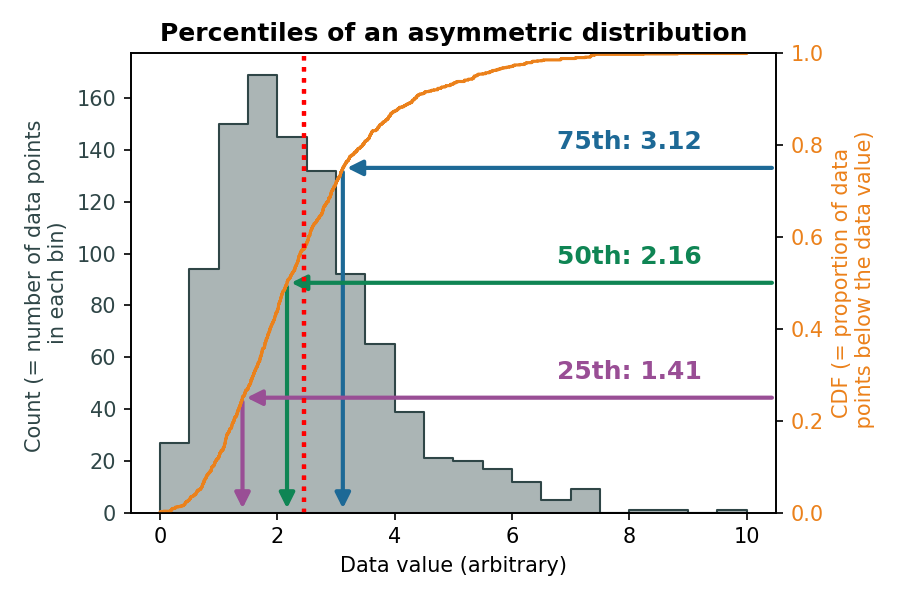 Percentiles of an asymmetric distribution
Count (= number of data points
in each bin)
160
140
120
100
80
60
40
20
0
75th: 3.12
50th: 2.16
25th: 1.41
1.0
0.8
0.6
0.4
0.2
0.0
CDF (= proportion of data
points below the data value)
0 2 4 6 8 10
Data value (arbitrary)